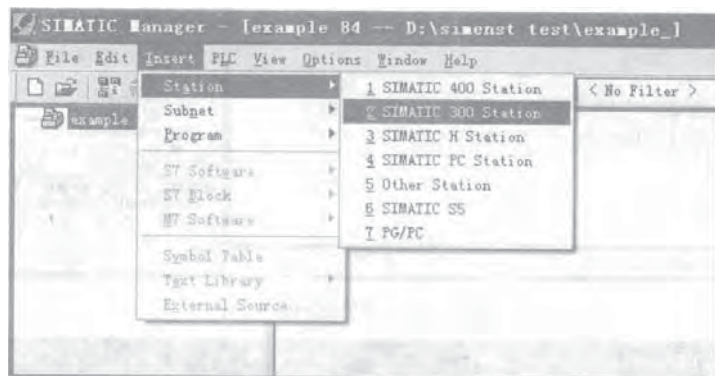 SIMATIC Manager - [example 84 -- D:\simenst test\example_]
File Edit Insert PLC View Options Window Help
Station
Subnet
Program
S7 Software
S7 Block
M7 Software
Symbol Table
Text Library
External Source...
1 SIMATIC 400 Station
2 SIMATIC 300 Station
3 SIMATIC H Station
4 SIMATIC PC Station
5 Other Station
6 SIMATIC S5
7 PG/PC
< No Filter >
example